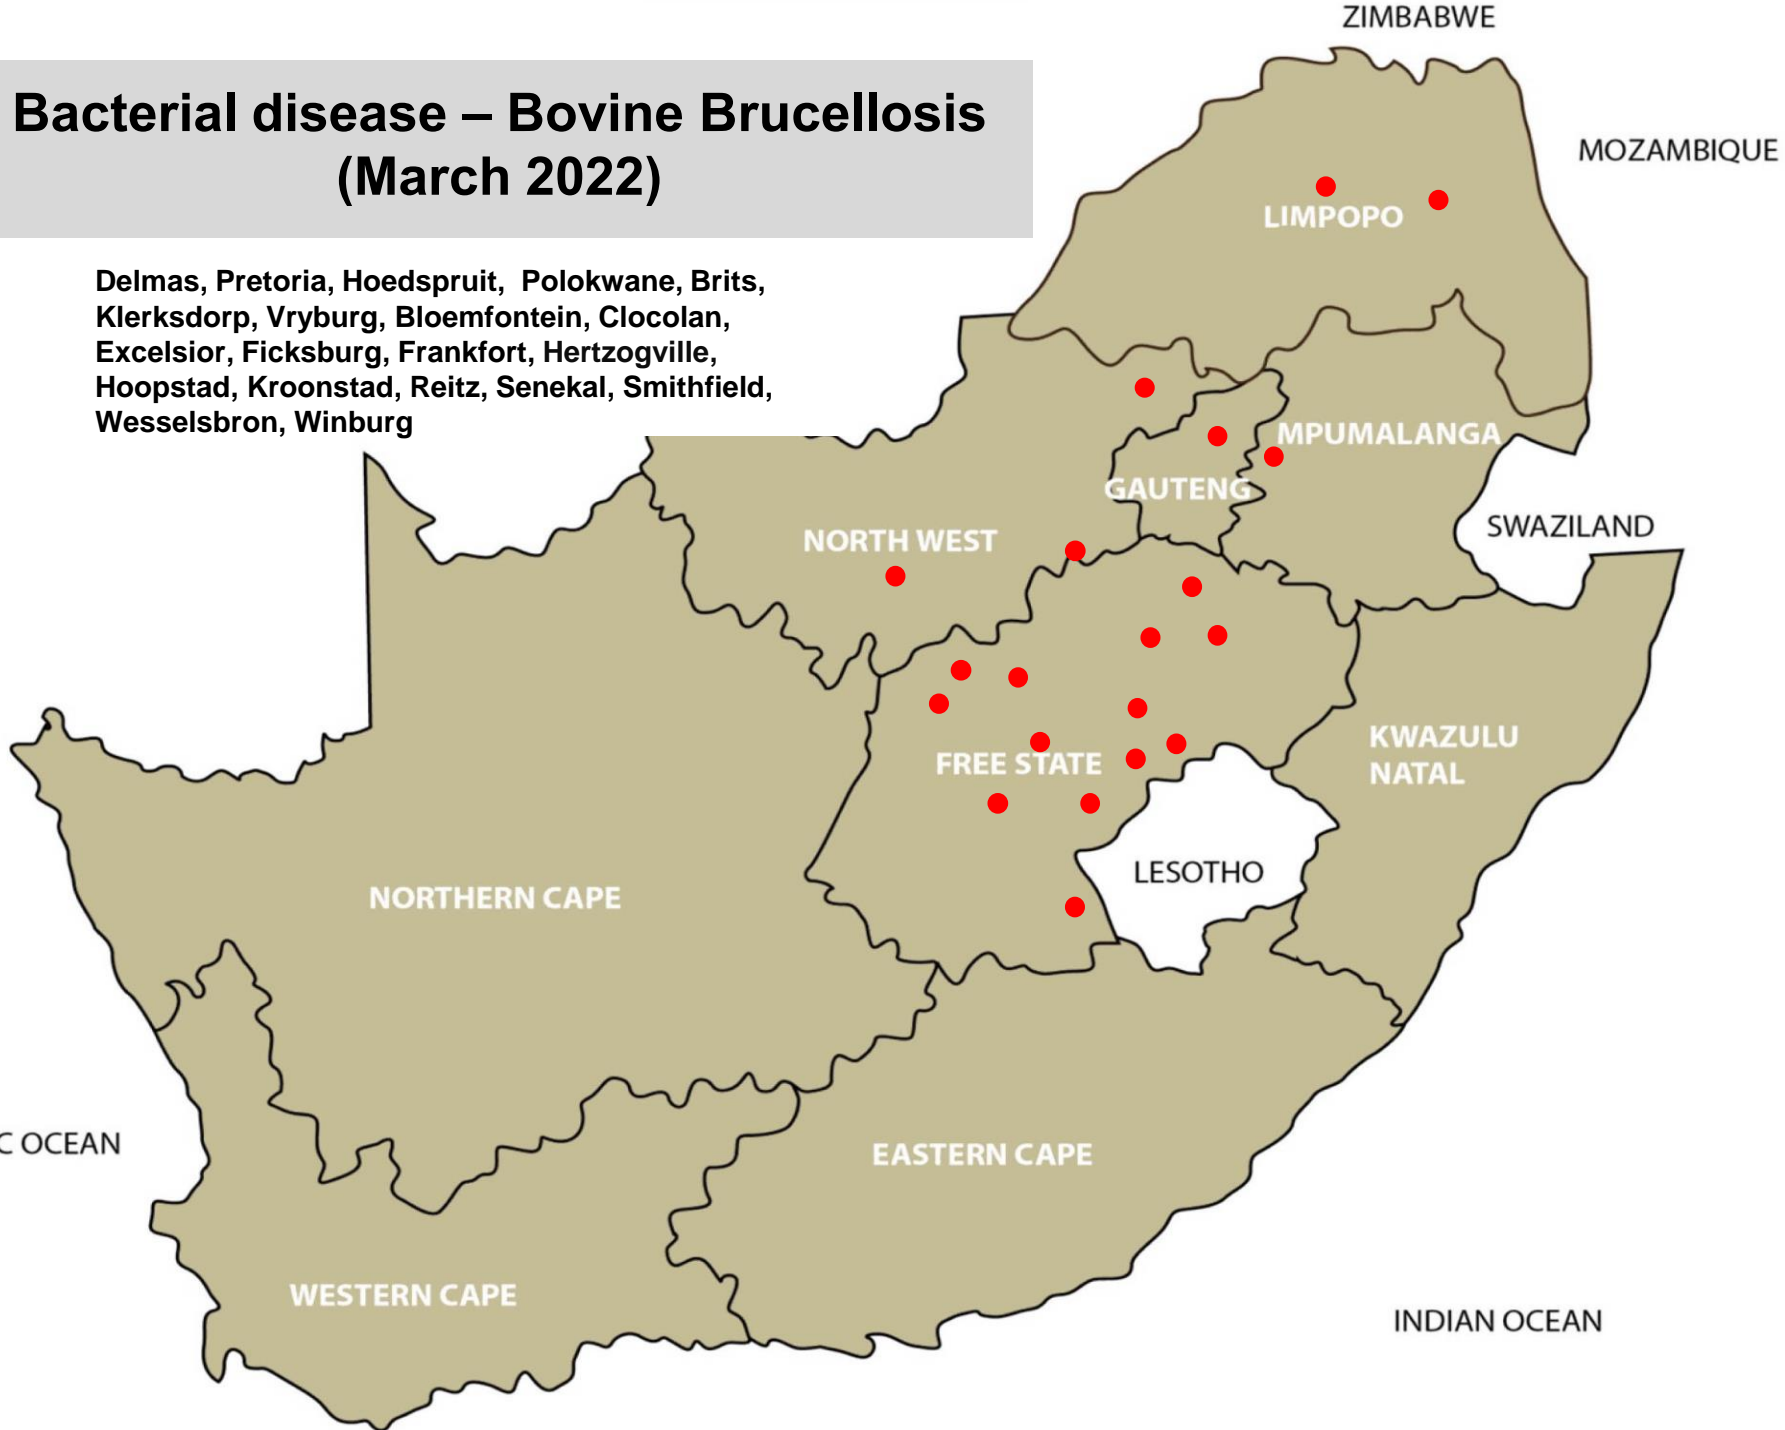 ZIMBABWE
Bacterial disease – Bovine Brucellosis
(March 2022)
MOZAMBIQUE
LIMPOPO
Delmas, Pretoria, Hoedspruit, Polokwane, Brits,
Klerksdorp, Vryburg, Bloemfontein, Clocolan,
Excelsior, Ficksburg, Frankfort, Hertzogville,
Hoopstad, Kroonstad, Reitz, Senekal, Smithfield,
Wesselsbron, Winburg
MPUMALANGA
GAUTENG
SWAZILAND
NORTH WEST
KWAZULU
NATAL
FREE STATE
LESOTHO
NORTHERN CAPE
C OCEAN
EASTERN CAPE
WESTERN CAPE
INDIAN OCEAN